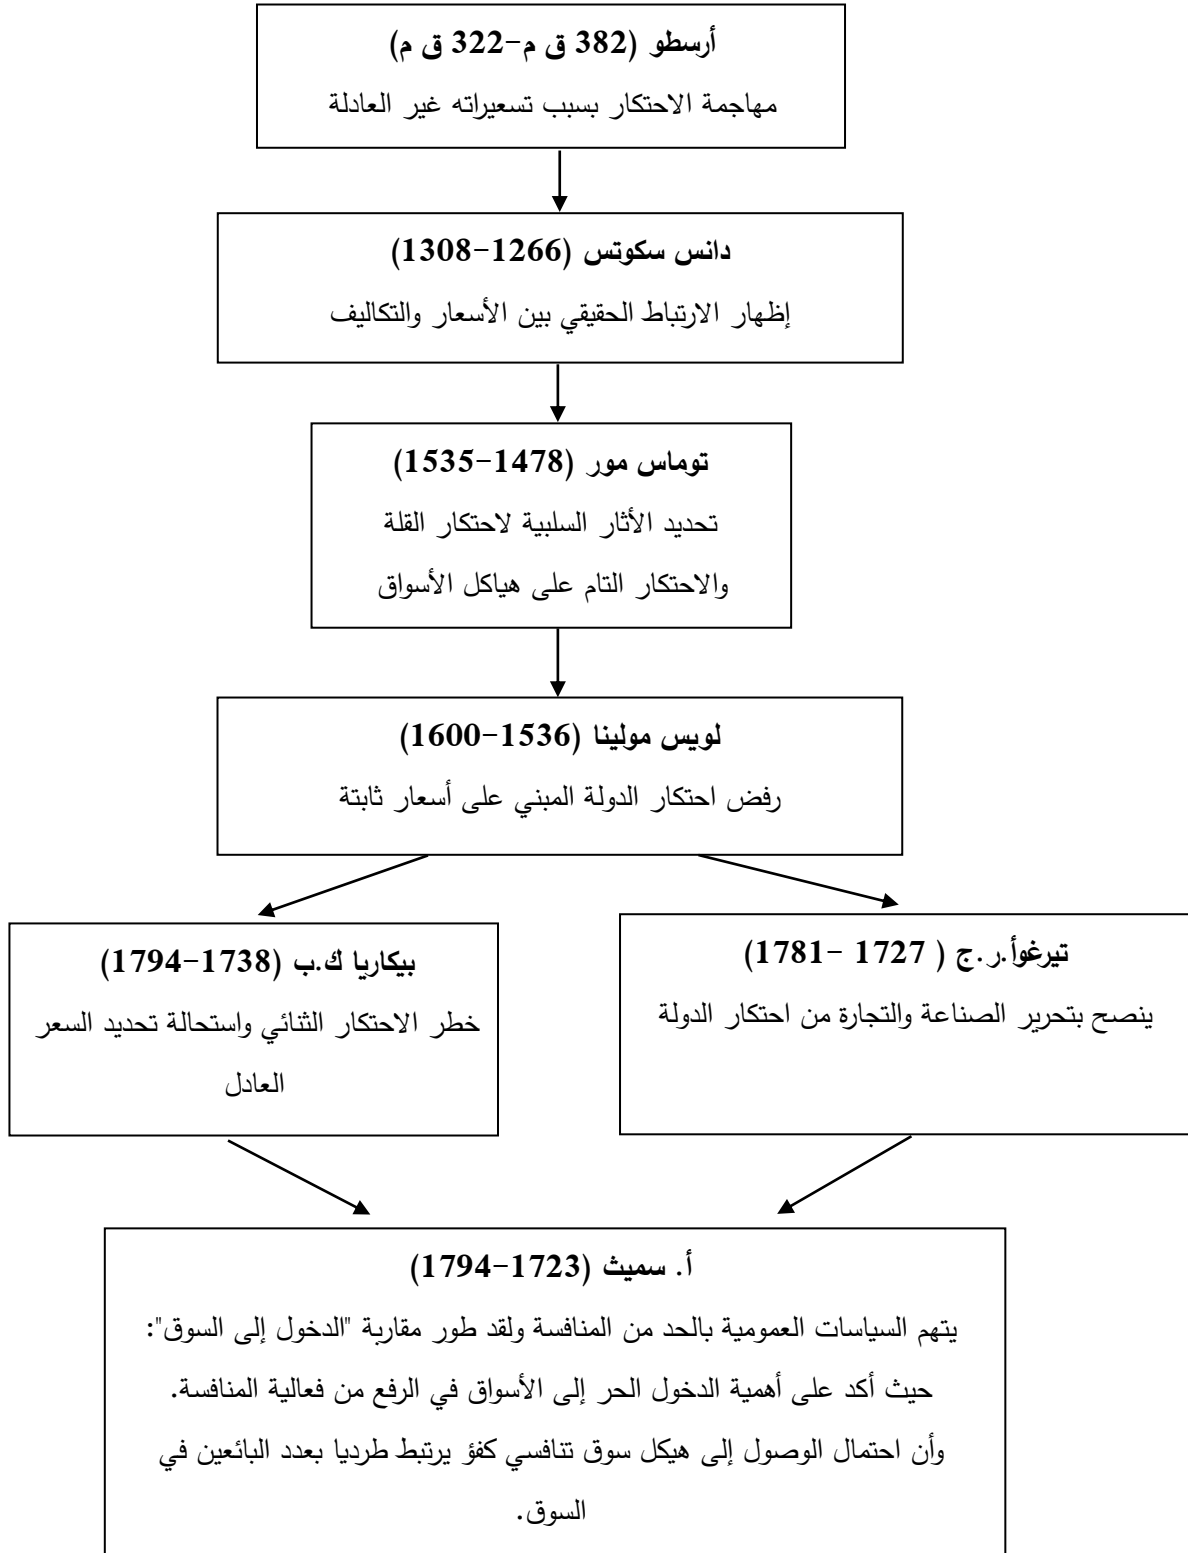 أرسطو (382 ق م-322 ق م)
مهاجمة الاحتكار بسبب تسعيراته غير العادلة
دانس سكوتس (1266-1308)
إظهار الارتباط الحقيقي بين الأسعار والتكاليف
توماس مور (1478-1535)
تحديد الأثار السلبية لاحتكار القلة
والاحتكار التام على هياكل الأسواق
لويس مولينا (1536-1600)
رفض احتكار الدولة المبني على أسعار ثابتة
تيرغوأ.ر.ج ( 1727 -1781)
ينصح بتحرير الصناعة والتجارة من احتكار الدولة
بيكاريا ك.ب (1738-1794)
خطر الاحتكار الثنائي واستحالة تحديد السعر
العادل
أ. سميث (1723-1794)
يتهم السياسات العمومية بالحد من المنافسة ولقد طور مقاربة "الدخول إلى السوق":
حيث أكد على أهمية الدخول الحر إلى الأسواق في الرفع من فعالية المنافسة.
وأن احتمال الوصول إلى هيكل سوق تنافسي كفؤ يرتبط طرديا بعدد البائعين في
السوق.